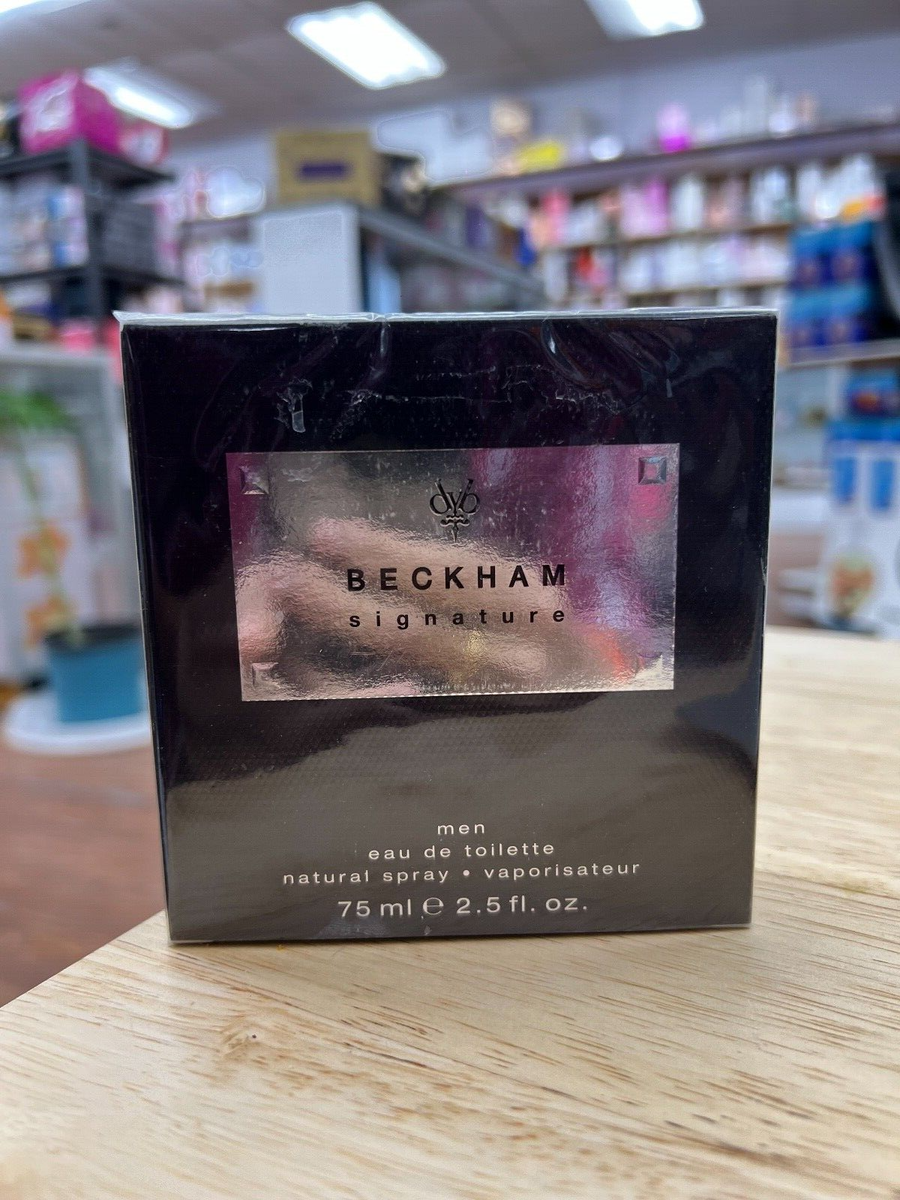 dvb
BECKHAM
signature
men
eau de toilette
natural spray • vaporisateur
75 ml ℮ 2.5 fl. oz.